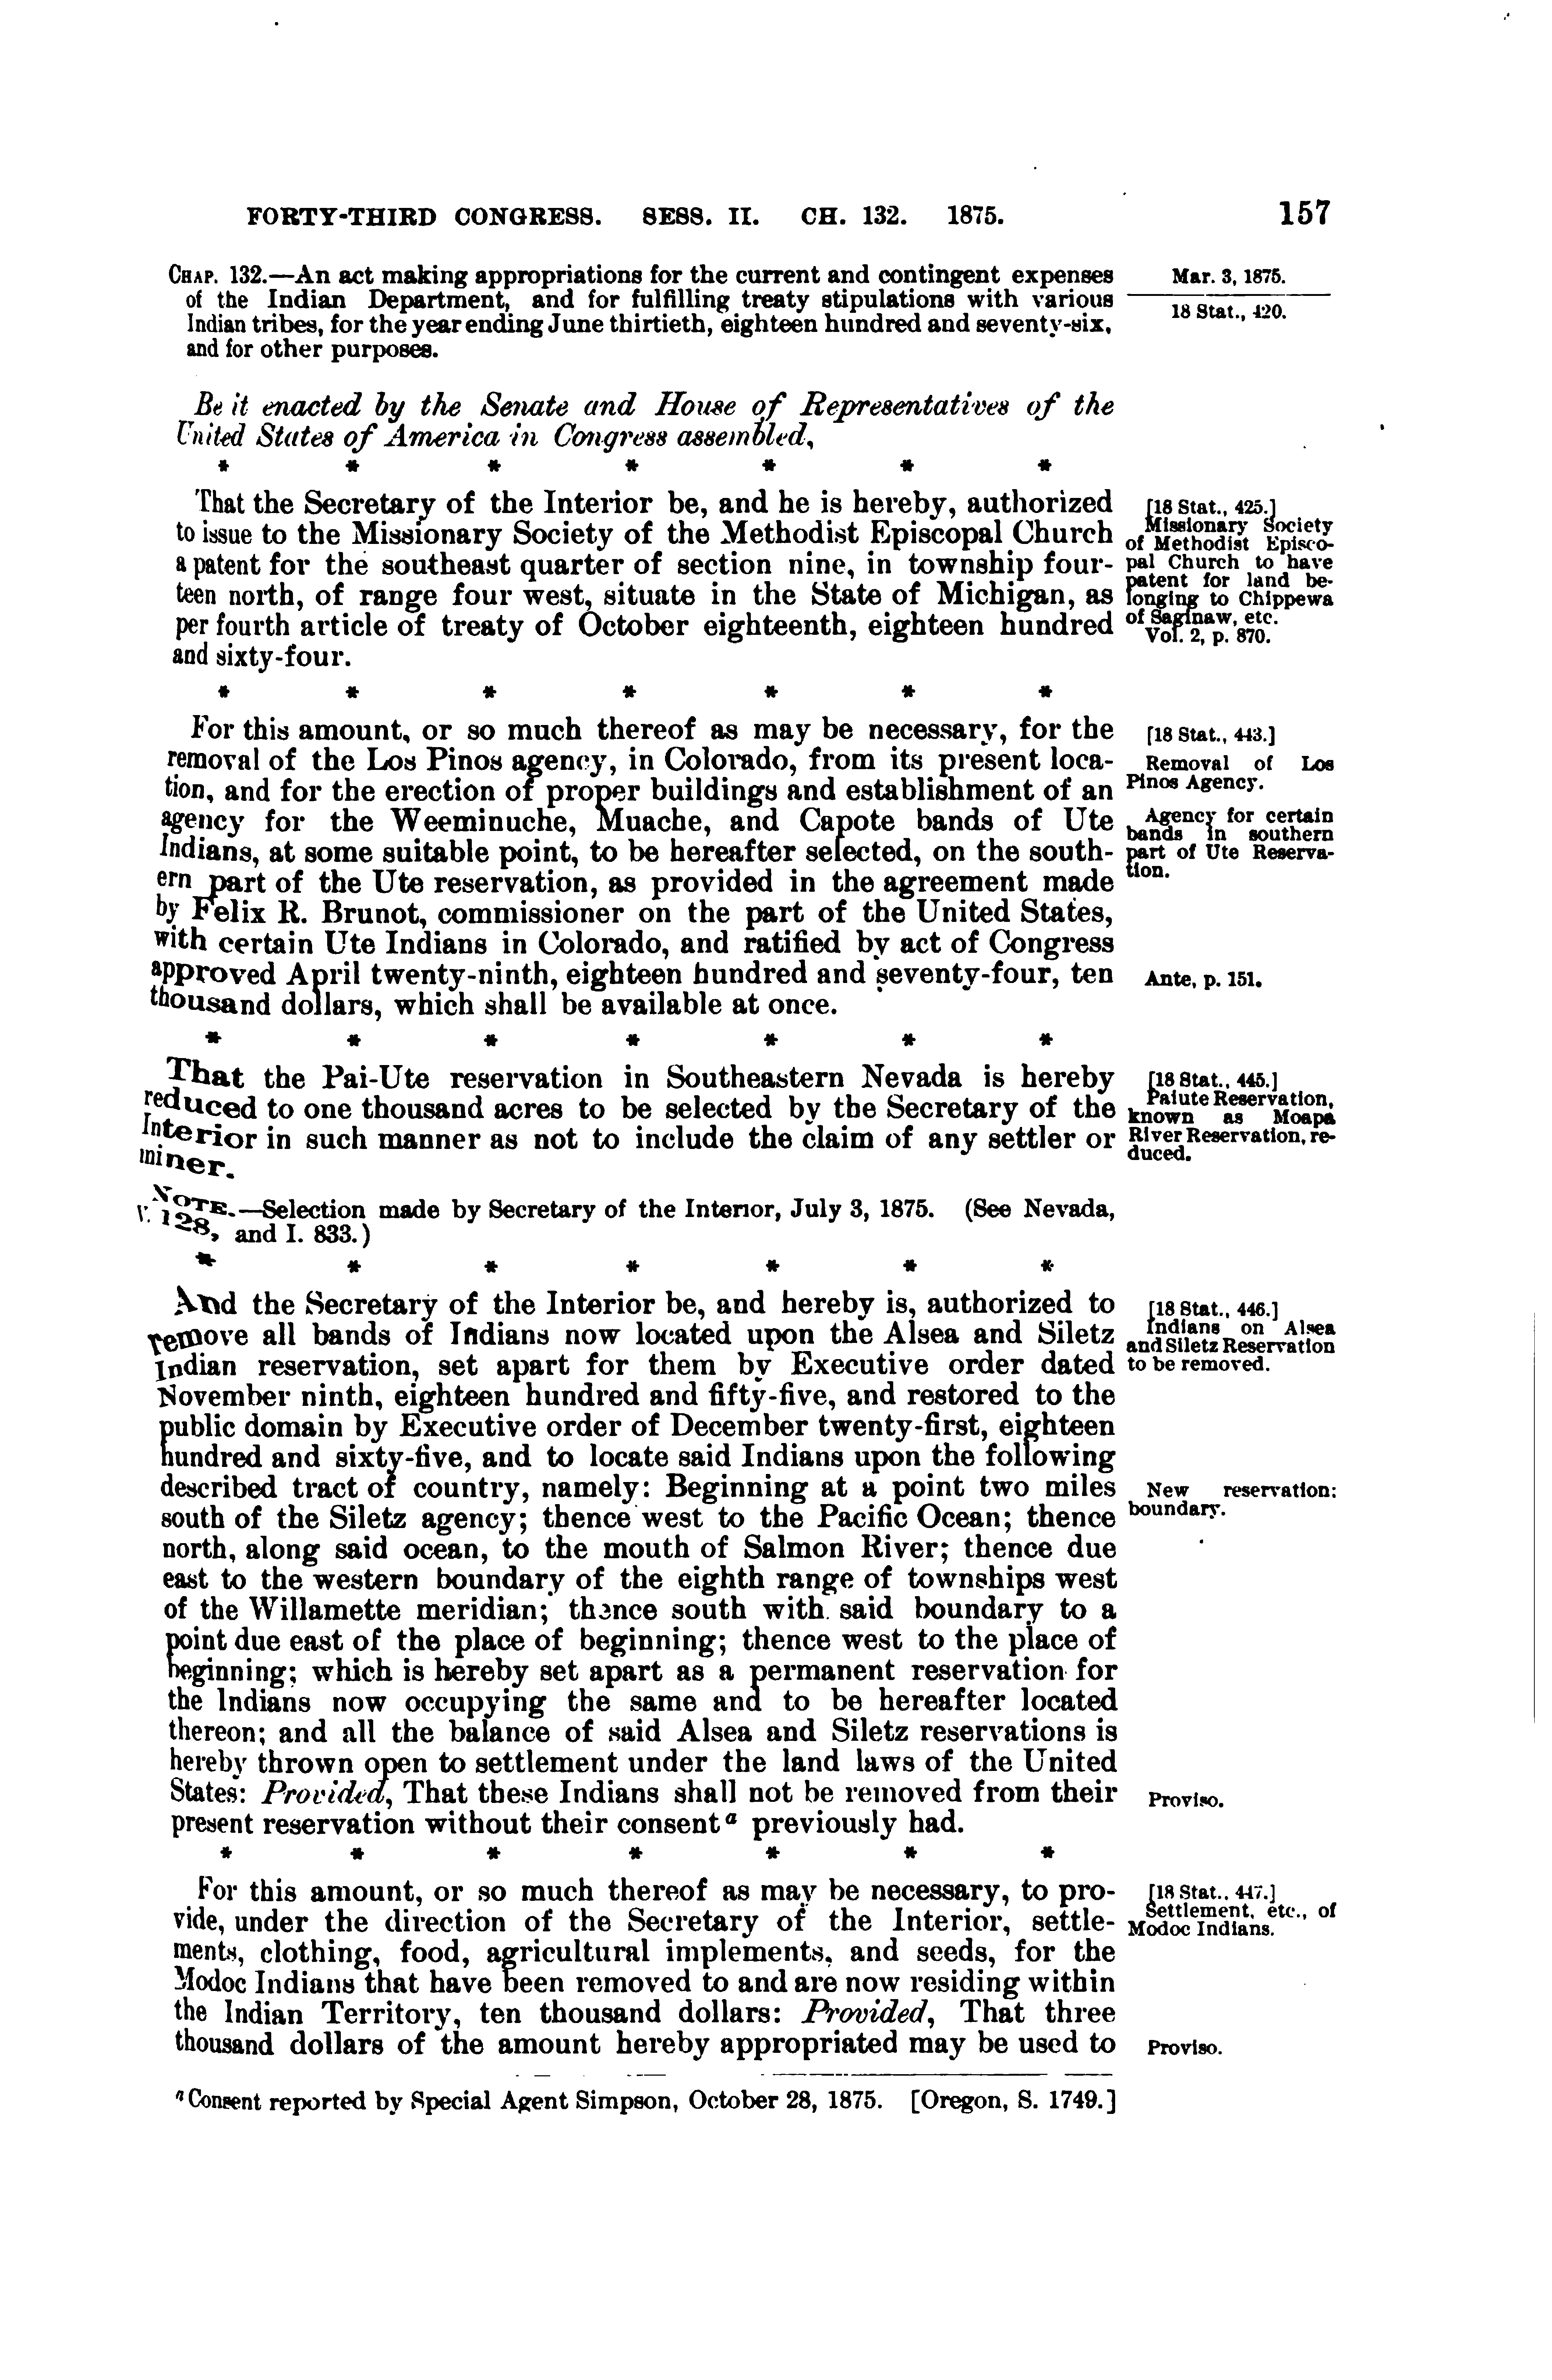 FORTY-THIRD CONGRESS. SESS. II. CH. 132. 1875. 157
CHAP. 132.—An act making appropriations for the current and contingent expenses
of the Indian Department, and for fulfilling treaty stipulations with various
Indian tribes, for the year ending June thirtieth, eighteen hundred and seventy-six,
and for other purposes.
Mar. 3, 1875.
18 Stat., 420.
Be it enacted by the Senate and House of Representatives of the
United States of America in Congress assembled,
* * * * * * *
That the Secretary of the Interior be, and he is hereby, authorized
to issue to the Missionary Society of the Methodist Episcopal Church
a patent for the southeast quarter of section nine, in township four-
teen north, of range four west, situate in the State of Michigan, as
per fourth article of treaty of October eighteenth, eighteen hundred
and sixty-four.
[18 Stat., 425.]
Missionary Society
of Methodist Episco-
pal Church to have
patent for land be-
longing to Chippewa
of Saginaw, etc.
Vol. 2, p. 870.
* * * * * * *
For this amount, or so much thereof as may be necessary, for the
removal of the Los Pinos agency, in Colorado, from its present loca-
tion, and for the erection of proper buildings and establishment of an
agency for the Weeminuche, Muache, and Capote bands of Ute
Indians, at some suitable point, to be hereafter selected, on the south-
ern part of the Ute reservation, as provided in the agreement made
by Felix R. Brunot, commissioner on the part of the United States,
with certain Ute Indians in Colorado, and ratified by act of Congress
approved April twenty-ninth, eighteen hundred and seventy-four, ten
thousand dollars, which shall be available at once.
[18 Stat., 443.]
Removal of Los
Pinos Agency.
Agency for certain
bands in southern
part of Ute Reserva-
tion.
Ante, p. 151.
* * * * * * *
That the Pai-Ute reservation in Southeastern Nevada is hereby
reduced to one thousand acres to be selected by the Secretary of the
Interior in such manner as not to include the claim of any settler or
miner.
[18 Stat., 445.]
Paiute Reservation,
known as Moapa
River Reservation, re-
duced.
NOTE.—Selection made by Secretary of the Interior, July 3, 1875. (See Nevada,
V. 128, and I. 833.)
* * * * * * *
And the Secretary of the Interior be, and hereby is, authorized to
remove all bands of Indians now located upon the Alsea and Siletz
Indian reservation, set apart for them by Executive order dated
November ninth, eighteen hundred and fifty-five, and restored to the
public domain by Executive order of December twenty-first, eighteen
hundred and sixty-five, and to locate said Indians upon the following
described tract of country, namely: Beginning at a point two miles
south of the Siletz agency; thence west to the Pacific Ocean; thence
north, along said ocean, to the mouth of Salmon River; thence due
east to the western boundary of the eighth range of townships west
of the Willamette meridian; thence south with said boundary to a
point due east of the place of beginning; thence west to the place of
beginning; which is hereby set apart as a permanent reservation for
the Indians now occupying the same and to be hereafter located
thereon; and all the balance of said Alsea and Siletz reservations is
hereby thrown open to settlement under the land laws of the United
States: Provided, That these Indians shall not be removed from their
present reservation without their consent a previously had.
[18 Stat., 446.]
Indians on Alsea
and Siletz Reservation
to be removed.
New reservation:
boundary.
Proviso.
* * * * * * *
For this amount, or so much thereof as may be necessary, to pro-
vide, under the direction of the Secretary of the Interior, settle-
ments, clothing, food, agricultural implements, and seeds, for the
Modoc Indians that have been removed to and are now residing within
the Indian Territory, ten thousand dollars: Provided, That three
thousand dollars of the amount hereby appropriated may be used to
[18 Stat., 447.]
Settlement, etc., of
Modoc Indians.
Proviso.
a Consent reported by Special Agent Simpson, October 28, 1875. [Oregon, S. 1749.]